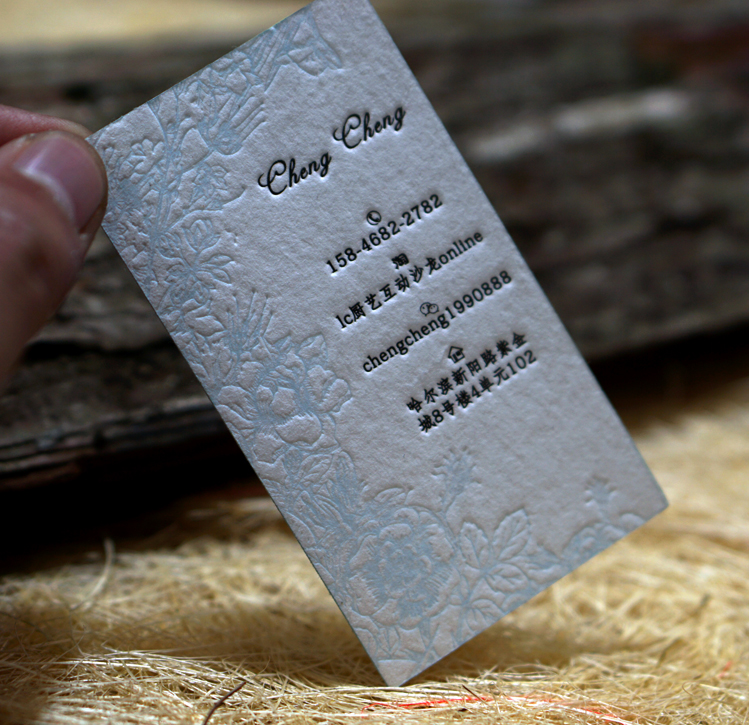 Cheng Cheng
158-4682-2782
淘
lc厨艺互动沙龙online
chengcheng1990888
哈尔滨新阳路紫金
城8号楼4单元102